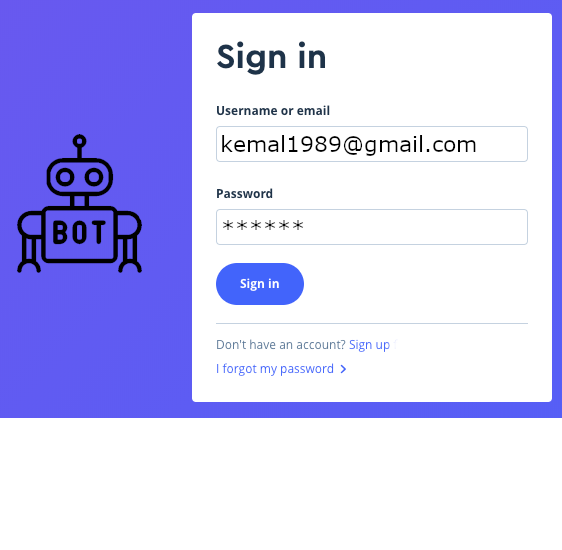 Sign in
Username or email
kemal1989@gmail.com
Password
******
BOT
Sign in
Don't have an account? Sign up
I forgot my password